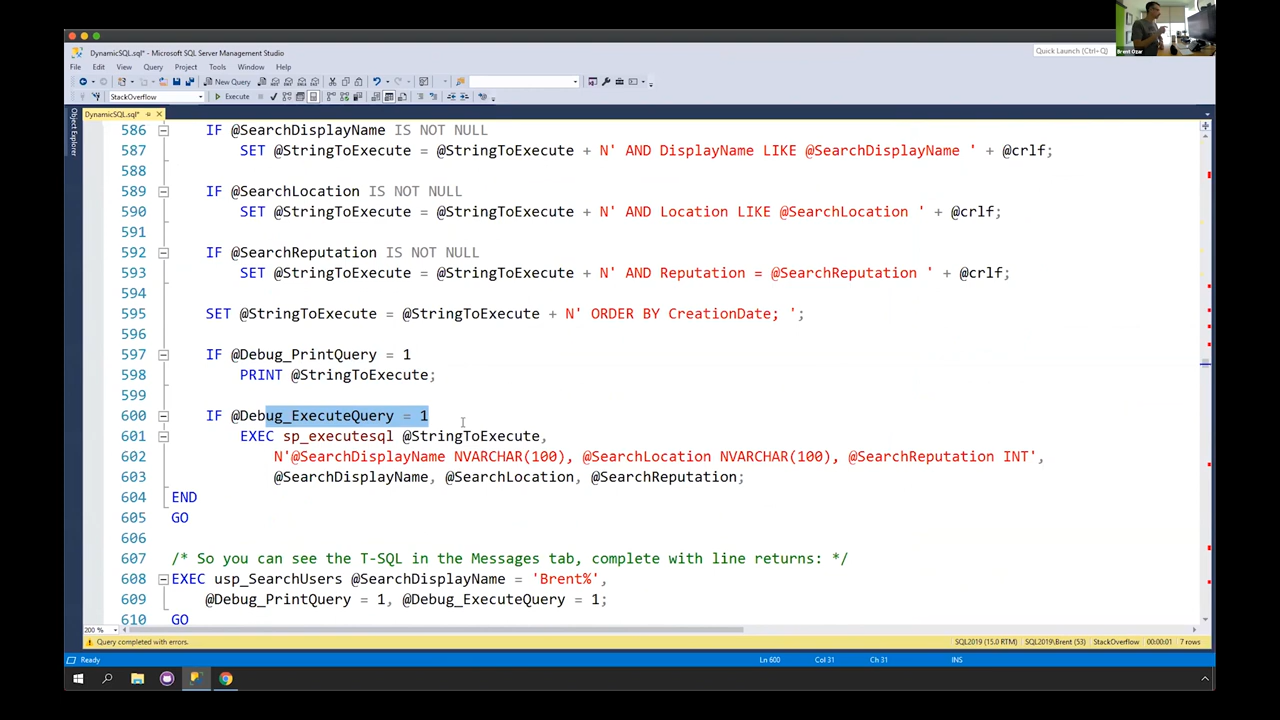 Brent Ozar
DynamicSQL.sql* - Microsoft SQL Server Management Studio
Quick Launch (Ctrl+Q)
File Edit View Query Project Tools Window Help
New Query
StackOverflow Execute
DynamicSQL.sql*
Object Explorer
586 IF @SearchDisplayName IS NOT NULL
587 SET @StringToExecute = @StringToExecute + N' AND DisplayName LIKE @SearchDisplayName ' + @crlf;
588
589 IF @SearchLocation IS NOT NULL
590 SET @StringToExecute = @StringToExecute + N' AND Location LIKE @SearchLocation ' + @crlf;
591
592 IF @SearchReputation IS NOT NULL
593 SET @StringToExecute = @StringToExecute + N' AND Reputation = @SearchReputation ' + @crlf;
594
595 SET @StringToExecute = @StringToExecute + N' ORDER BY CreationDate; ';
596
597 IF @Debug_PrintQuery = 1
598 PRINT @StringToExecute;
599
600 IF @Debug_ExecuteQuery = 1
601 EXEC sp_executesql @StringToExecute,
602 N'@SearchDisplayName NVARCHAR(100), @SearchLocation NVARCHAR(100), @SearchReputation INT',
603 @SearchDisplayName, @SearchLocation, @SearchReputation;
604 END
605 GO
606
607 /* So you can see the T-SQL in the Messages tab, complete with line returns: */
608 EXEC usp_SearchUsers @SearchDisplayName = 'Brent%',
609 @Debug_PrintQuery = 1, @Debug_ExecuteQuery = 1;
610 GO
200 %
Query completed with errors. SQL2019 (15.0 RTM) SQL2019\Brent (53) StackOverflow 00:00:01 7 rows
Ready Ln 600 Col 31 Ch 31 INS